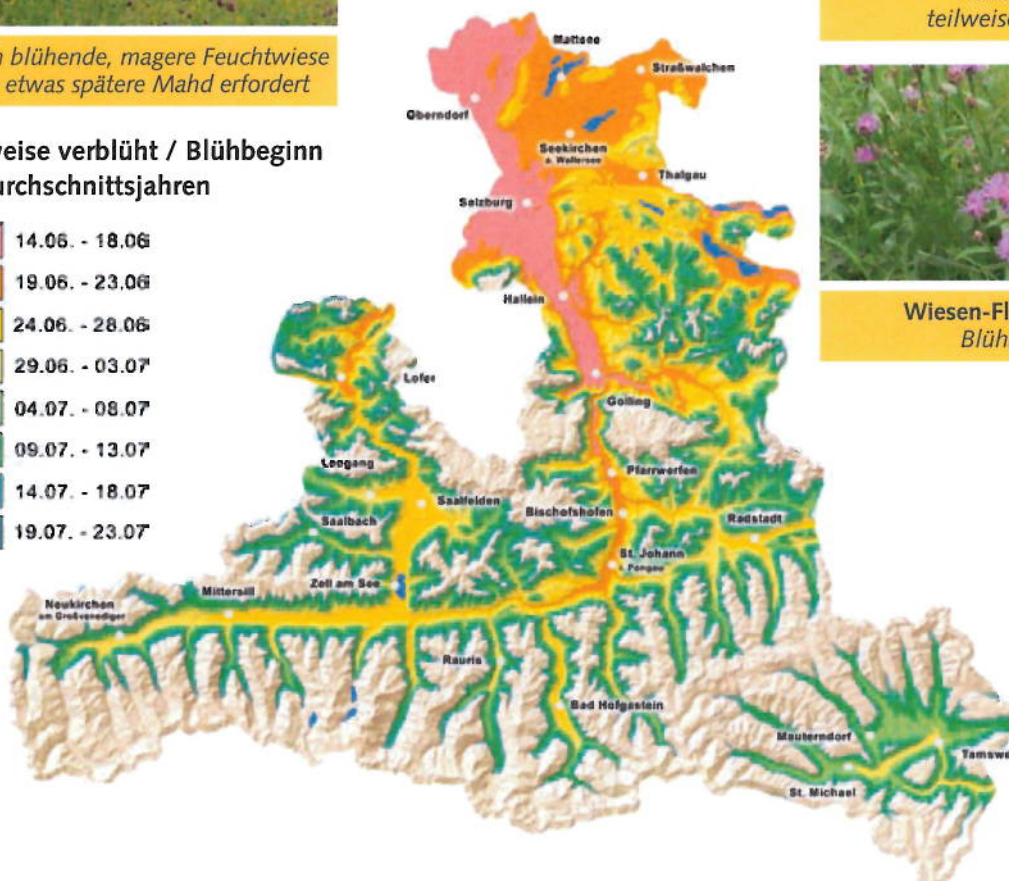 teilweis
blühende, magere Feuchtwiese
etwas spätere Mahd erfordert
weise verblüht / Blühbeginn
urchschnittsjahren
14.06. - 18.06
19.06. - 23.06
24.06. - 28.06
29.06. - 03.07
04.07. - 08.07
09.07. - 13.07
14.07. - 18.07
19.07. - 23.07
Wiesen-Fl
Blüh
Mattsee
Straßwalchen
Oberndorf
Seekirchen
a. Wallersee
Thalgau
Salzburg
Hallein
Lofer
Golling
Leogang
Saalfelden
Saalbach
Pfarrwerfen
Bischofshofen
Radstadt
St. Johann
i. Pongau
Zell am See
Mittersill
Neukirchen
am Großvenediger
Rauris
Bad Hofgastein
Mauterndorf
Tamswe
St. Michael